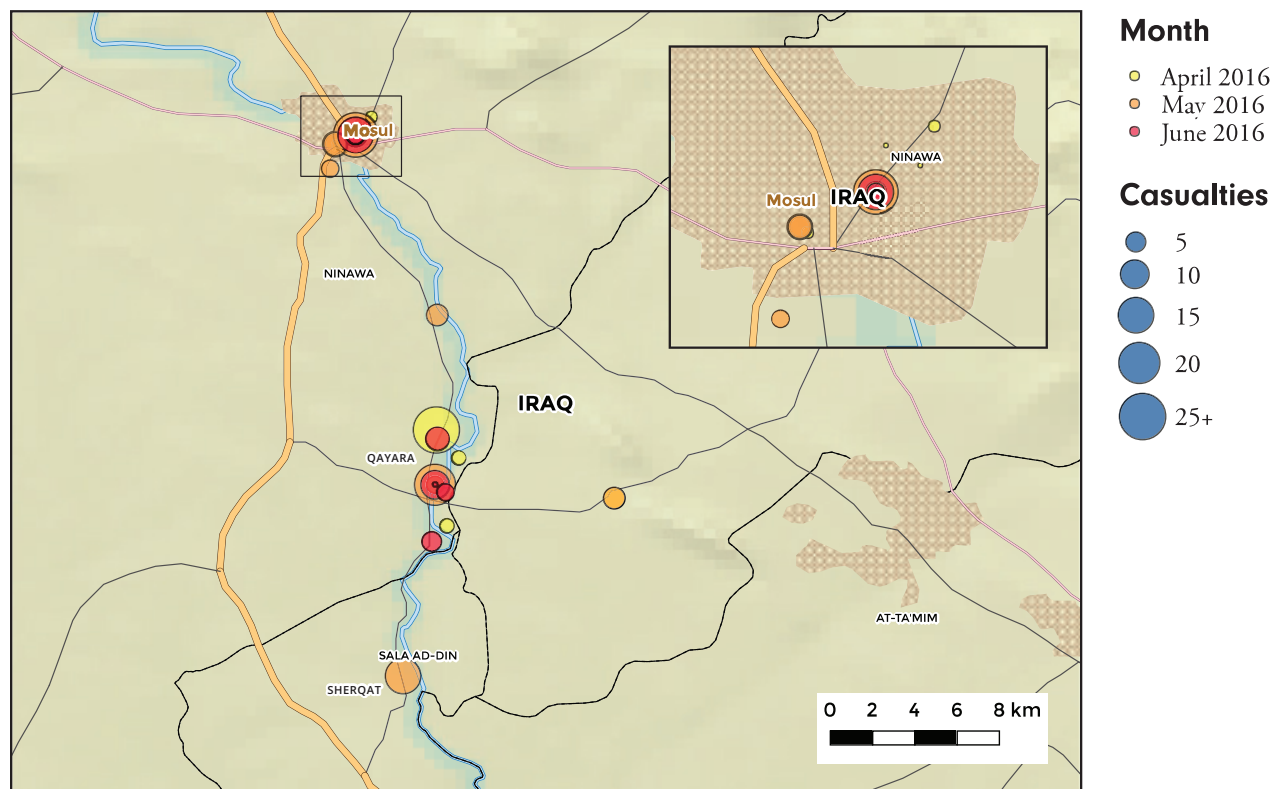 Mosul
NINAWA
QAYARA
IRAQ
SALA AD-DIN
SHERQAT
AT-TA'MIM
NINAWA
Mosul
IRAQ
0 2 4 6 8 km
Month
April 2016
May 2016
June 2016
Casualties
5
10
15
20
25+